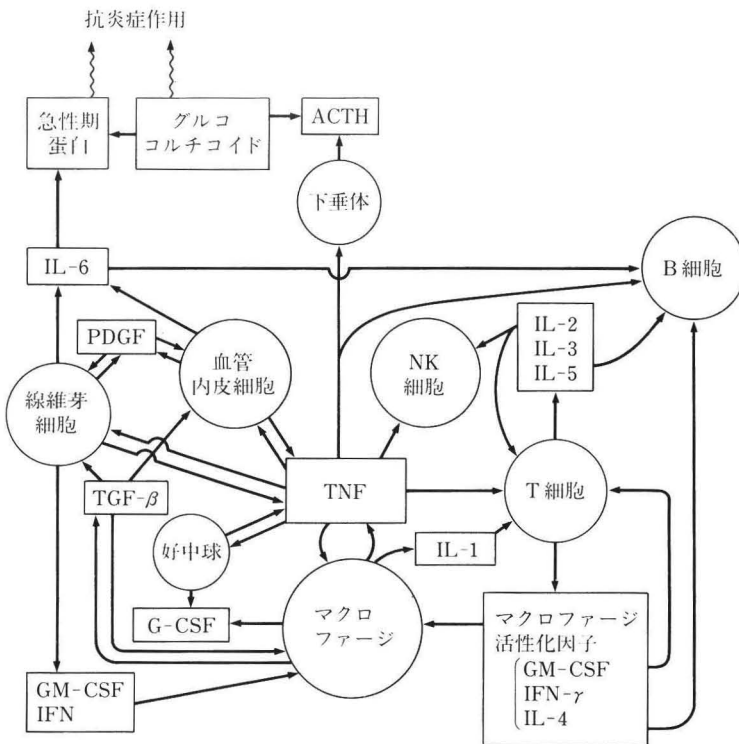 抗炎症作用
急性期
蛋白
グルコ
コルチコイド
ACTH
下垂体
IL-6
B細胞
PDGF
血管
内皮細胞
NK
細胞
IL-2
IL-3
IL-5
線維芽
細胞
TGF-β
TNF
T細胞
好中球
IL-1
G-CSF
マクロ
ファージ
マクロファージ
活性化因子
GM-CSF
IFN-γ
IL-4
GM-CSF
IFN